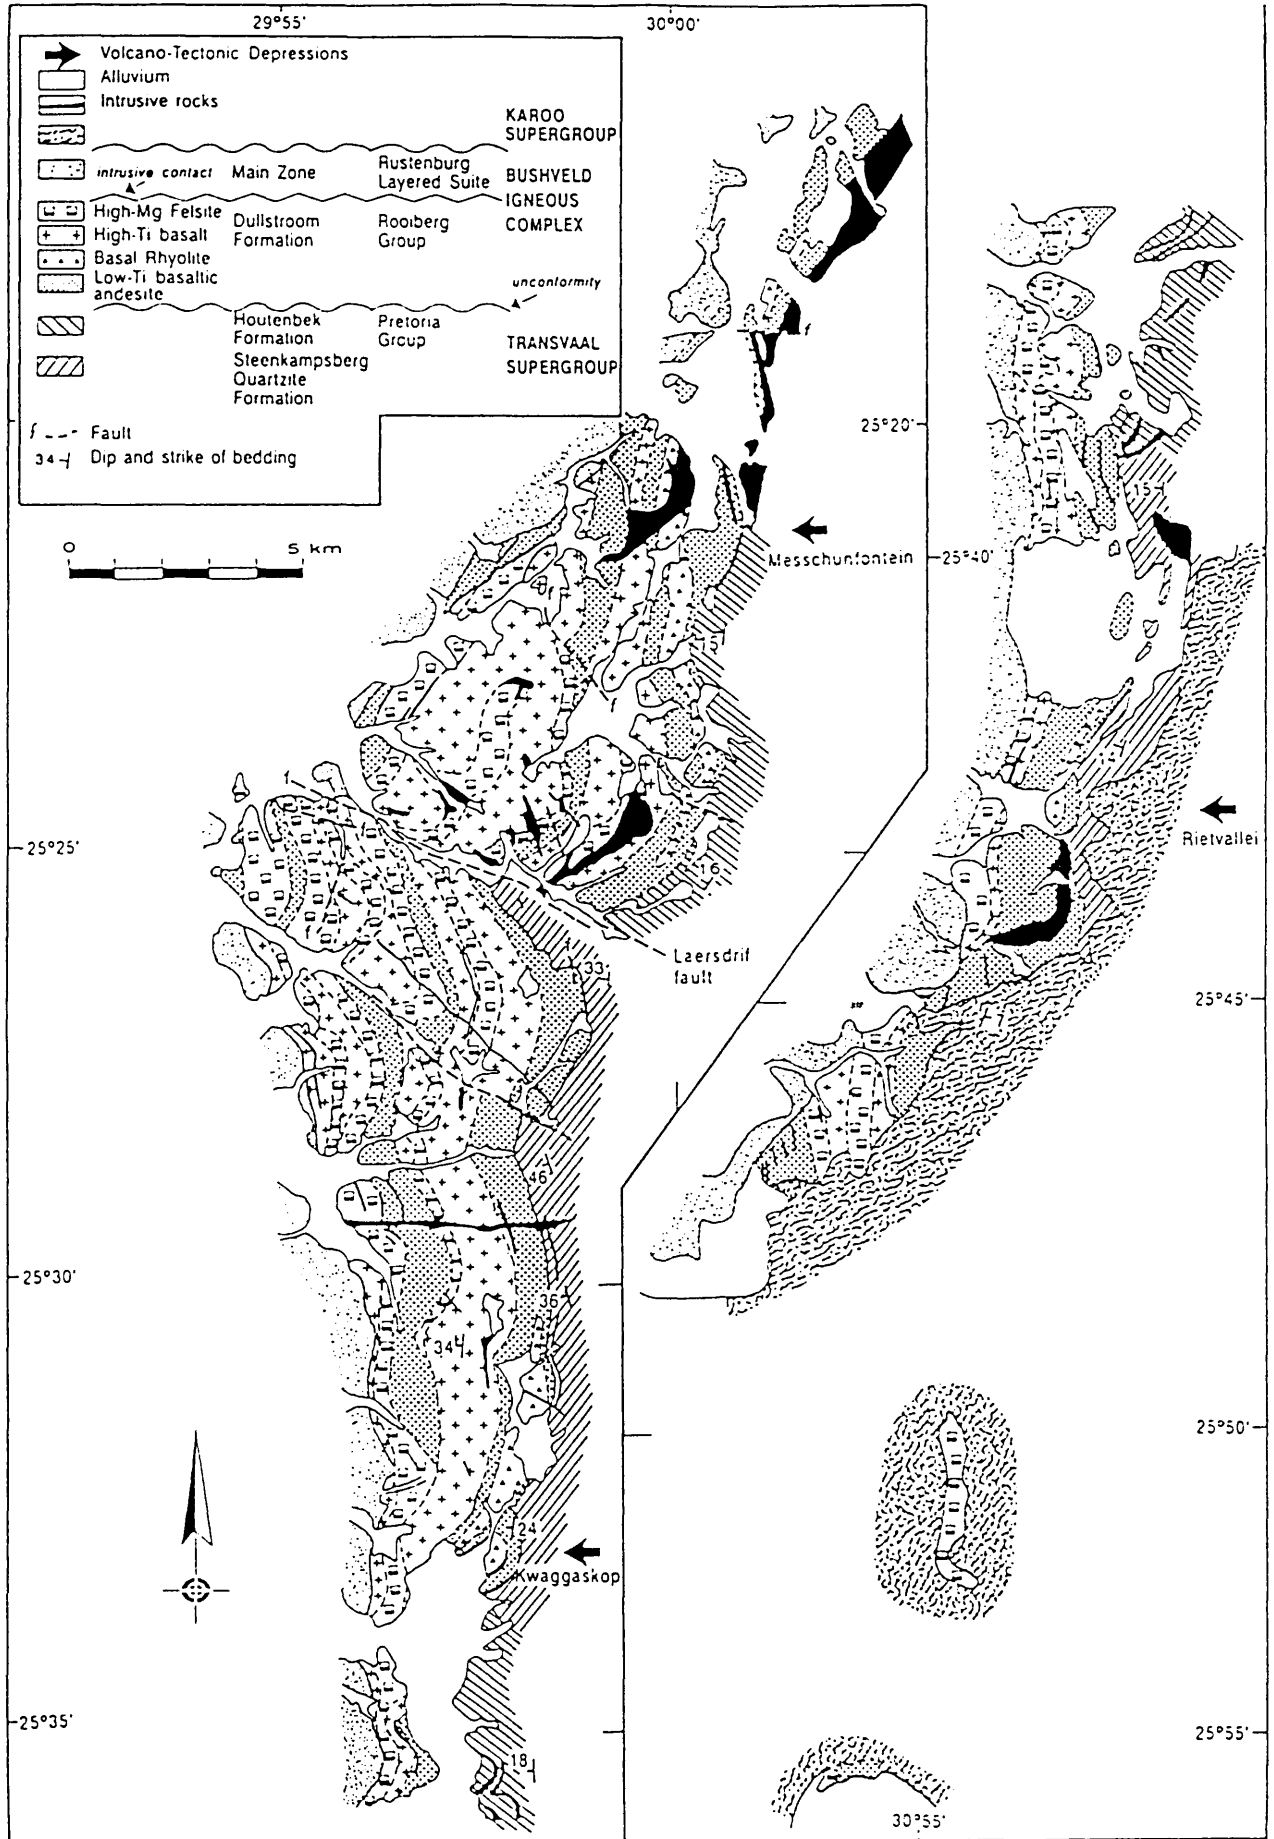 29°55'
30°00'
Volcano-Tectonic Depressions
Alluvium
Intrusive rocks
KAROO
SUPERGROUP
intrusive contact
Main Zone
Rustenburg
Layered Suite
BUSHVELD
IGNEOUS
COMPLEX
High-Mg Felsite
High-Ti basalt
Basal Rhyolite
Low-Ti basaltic
andesite
Dullstroom
Formation
Rooiberg
Group
unconformity
Houtenbek
Formation
Pretoria
Group
Steenkampsberg
Quartzite
Formation
TRANSVAAL
SUPERGROUP
f Fault
34 Dip and strike of bedding
0 5 km
f
25°20'
15
Messchunfontein
25°40'
f
f
f
25°25'
16
Rietvallei
Laersdrif
fault
33
25°45'
f
46
25°30'
36
34
25°50'
24
Kwaggaskop
25°35'
18
25°55'
30°55'